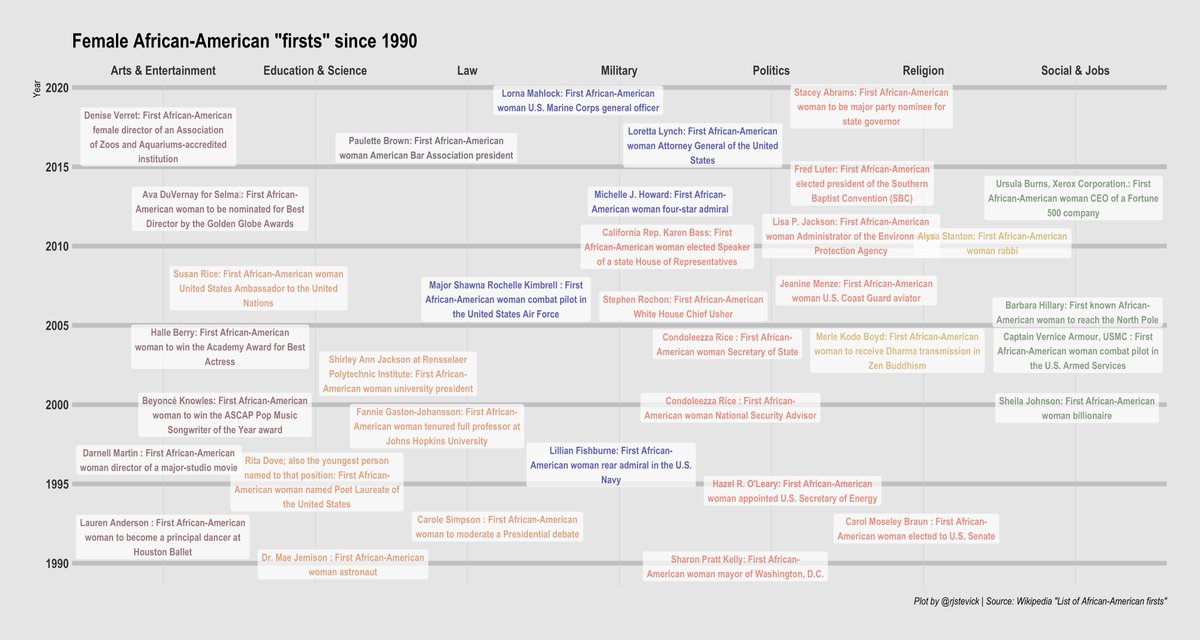 Female African-American "firsts" since 1990
Arts & Entertainment
Education & Science
Law
Military
Politics
Religion
Social & Jobs
Year
2020
Lorna Mahlock: First African-American
woman U.S. Marine Corps general officer
Stacey Abrams: First African-American
woman to be major party nominee for
state governor
Denise Verret: First African-American
female director of an Association
of Zoos and Aquariums-accredited
institution
Paulette Brown: First African-American
woman American Bar Association president
Loretta Lynch: First African-American
woman Attorney General of the United
States
2015
Fred Luter: First African-American
elected president of the Southern
Baptist Convention (SBC)
Ava DuVernay for Selma: First African-
American woman to be nominated for Best
Director by the Golden Globe Awards
Michelle J. Howard: First African-
American woman four-star admiral
Ursula Burns, Xerox Corporation.: First
African-American woman CEO of a Fortune
500 company
California Rep. Karen Bass: First
African-American woman elected Speaker
of a state House of Representatives
Lisa P. Jackson: First African-American
woman Administrator of the Environm
Protection Agency
Alysa Stanton: First African-American
woman rabbi
2010
Susan Rice: First African-American woman
United States Ambassador to the United
Nations
Major Shawna Rochelle Kimbrell : First
African-American woman combat pilot in
the United States Air Force
Stephen Rochon: First African-American
White House Chief Usher
Jeanine Menze: First African-American
woman U.S. Coast Guard aviator
Barbara Hillary: First known African-
American woman to reach the North Pole
2005
Halle Berry: First African-American
woman to win the Academy Award for Best
Actress
Shirley Ann Jackson at Rensselaer
Polytechnic Institute: First African-
American woman university president
Condoleezza Rice : First African-
American woman Secretary of State
Merle Kodo Boyd: First African-American
woman to receive Dharma transmission in
Zen Buddhism
Captain Vernice Armour, USMC : First
African-American woman combat pilot in
the U.S. Armed Services
2000
Beyoncé Knowles: First African-American
woman to win the ASCAP Pop Music
Songwriter of the Year award
Fannie Gaston-Johansson: First African-
American woman tenured full professor at
Johns Hopkins University
Condoleezza Rice : First African-
American woman National Security Advisor
Sheila Johnson: First African-American
woman billionaire
Darnell Martin : First African-American
woman director of a major-studio movie
Rita Dove; also the youngest person
named to that position: First African-
American woman named Poet Laureate of
the United States
Lillian Fishburne: First African-
American woman rear admiral in the U.S.
Navy
Hazel R. O'Leary: First African-American
woman appointed U.S. Secretary of Energy
1995
Lauren Anderson : First African-American
woman to become a principal dancer at
Houston Ballet
Carole Simpson : First African-American
woman to moderate a Presidential debate
Carol Moseley Braun : First African-
American woman elected to U.S. Senate
1990
Dr. Mae Jemison : First African-American
woman astronaut
Sharon Pratt Kelly: First African-
American woman mayor of Washington, D.C.
Plot by @rjstevick | Source: Wikipedia "List of African-American firsts"